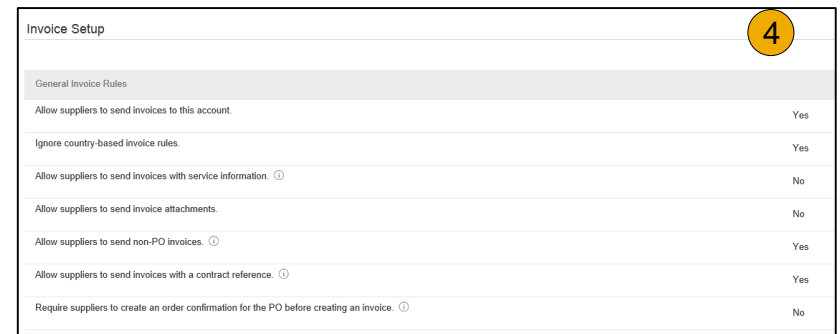 Invoice Setup
4
General Invoice Rules
Allow suppliers to send invoices to this account. Yes
Ignore country-based invoice rules. Yes
Allow suppliers to send invoices with service information. ⓘ No
Allow suppliers to send invoice attachments. No
Allow suppliers to send non-PO invoices. ⓘ Yes
Allow suppliers to send invoices with a contract reference. ⓘ Yes
Require suppliers to create an order confirmation for the PO before creating an invoice. ⓘ No